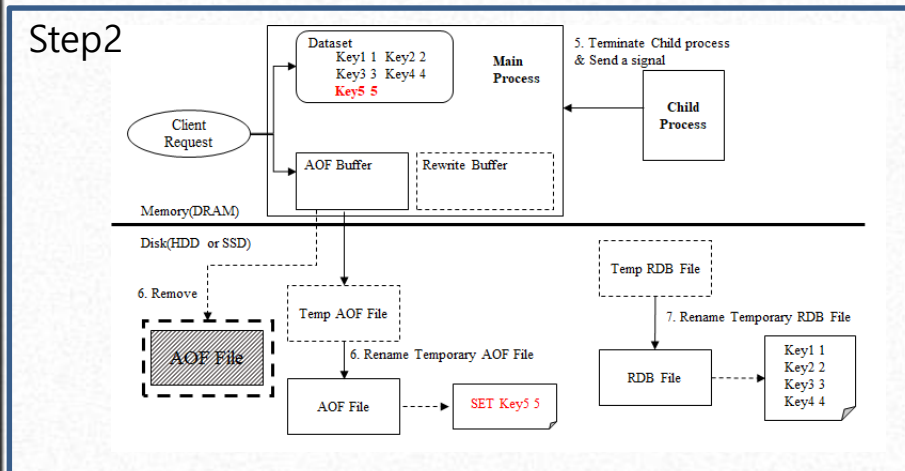 Step2
Dataset
Key1 1 Key2 2
Key3 3 Key4 4
Key5 5
Main
Process
5. Terminate Child process
& Send a signal
Child
Process
Client
Request
AOF Buffer
Rewrite Buffer
Memory(DRAM)
Disk(HDD or SSD)
6. Remove
AOF File
Temp AOF File
6. Rename Temporary AOF File
AOF File
SET Key5 5
Temp RDB File
7. Rename Temporary RDB File
RDB File
Key1 1
Key2 2
Key3 3
Key4 4